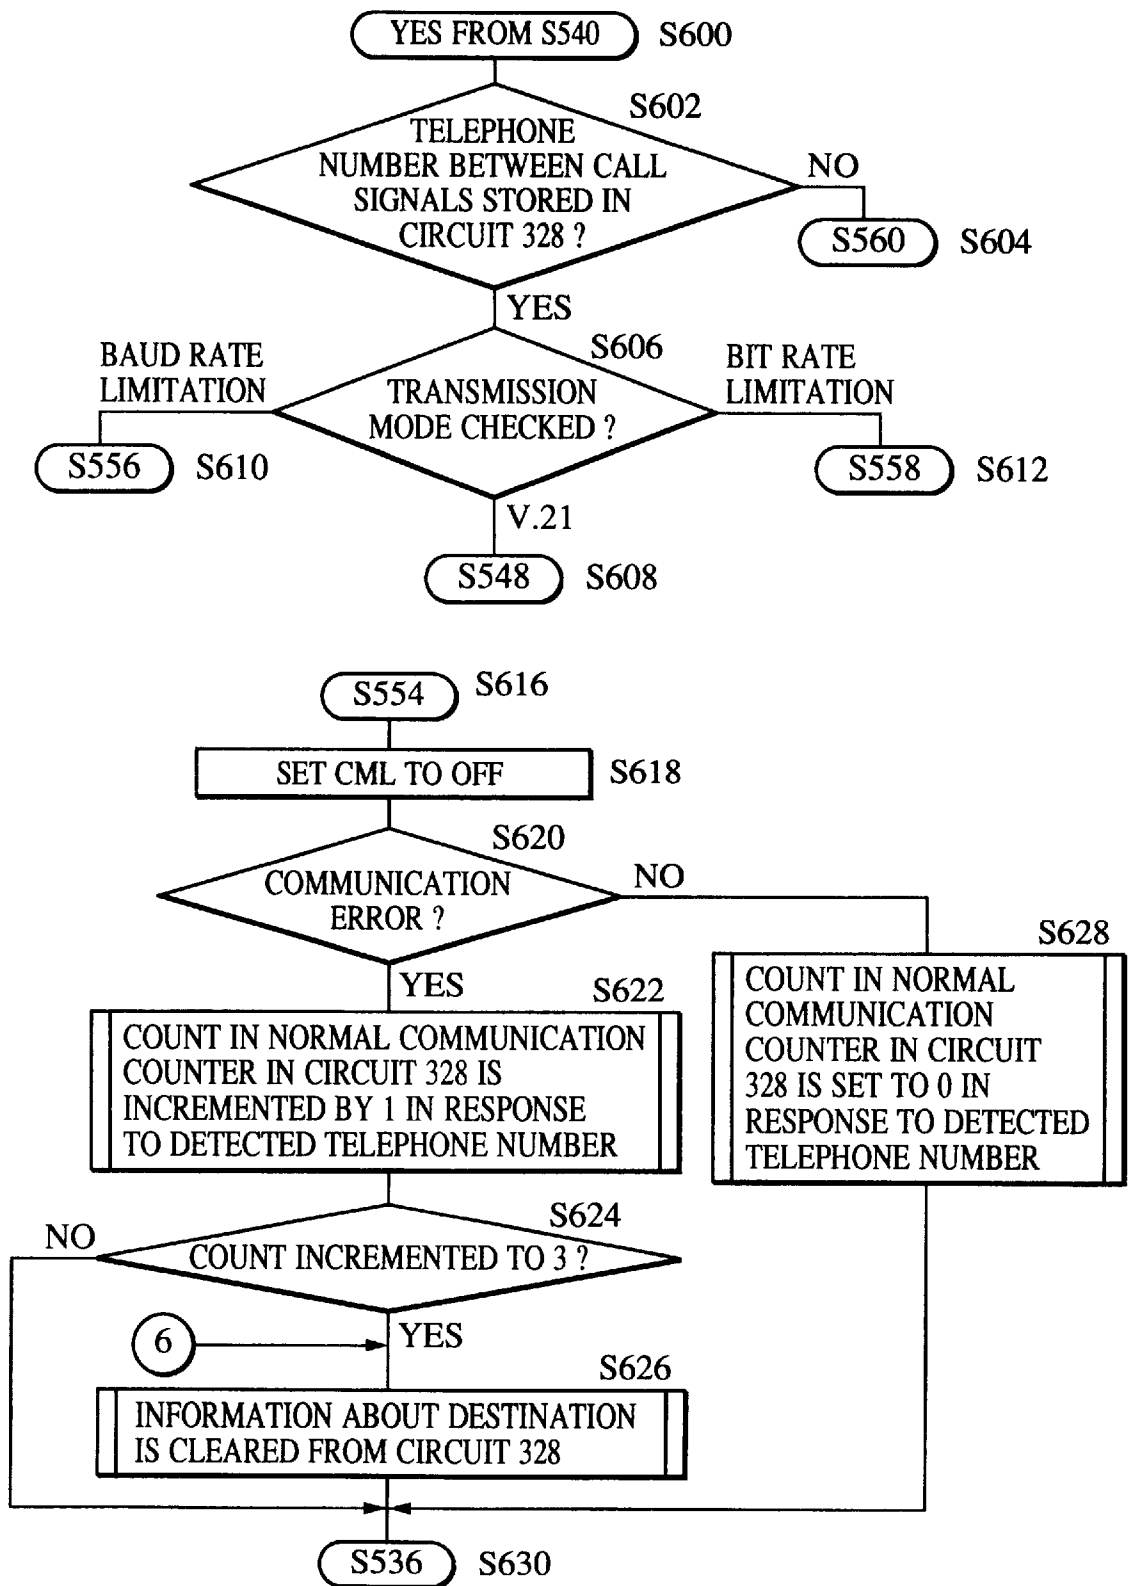 YES FROM S540 S600
S602
TELEPHONE
NUMBER BETWEEN CALL
SIGNALS STORED IN
CIRCUIT 328 ?
NO
S560 S604
YES
S606
BAUD RATE
LIMITATION
TRANSMISSION
MODE CHECKED ?
BIT RATE
LIMITATION
S556 S610
S558 S612
V.21
S548 S608
S554 S616
SET CML TO OFF S618
S620
COMMUNICATION
ERROR ?
NO
YES
S622
COUNT IN NORMAL COMMUNICATION
COUNTER IN CIRCUIT 328 IS
INCREMENTED BY 1 IN RESPONSE
TO DETECTED TELEPHONE NUMBER
S628
COUNT IN NORMAL
COMMUNICATION
COUNTER IN CIRCUIT
328 IS SET TO 0 IN
RESPONSE TO DETECTED
TELEPHONE NUMBER
S624
NO
COUNT INCREMENTED TO 3 ?
YES
6
S626
INFORMATION ABOUT DESTINATION
IS CLEARED FROM CIRCUIT 328
S536 S630